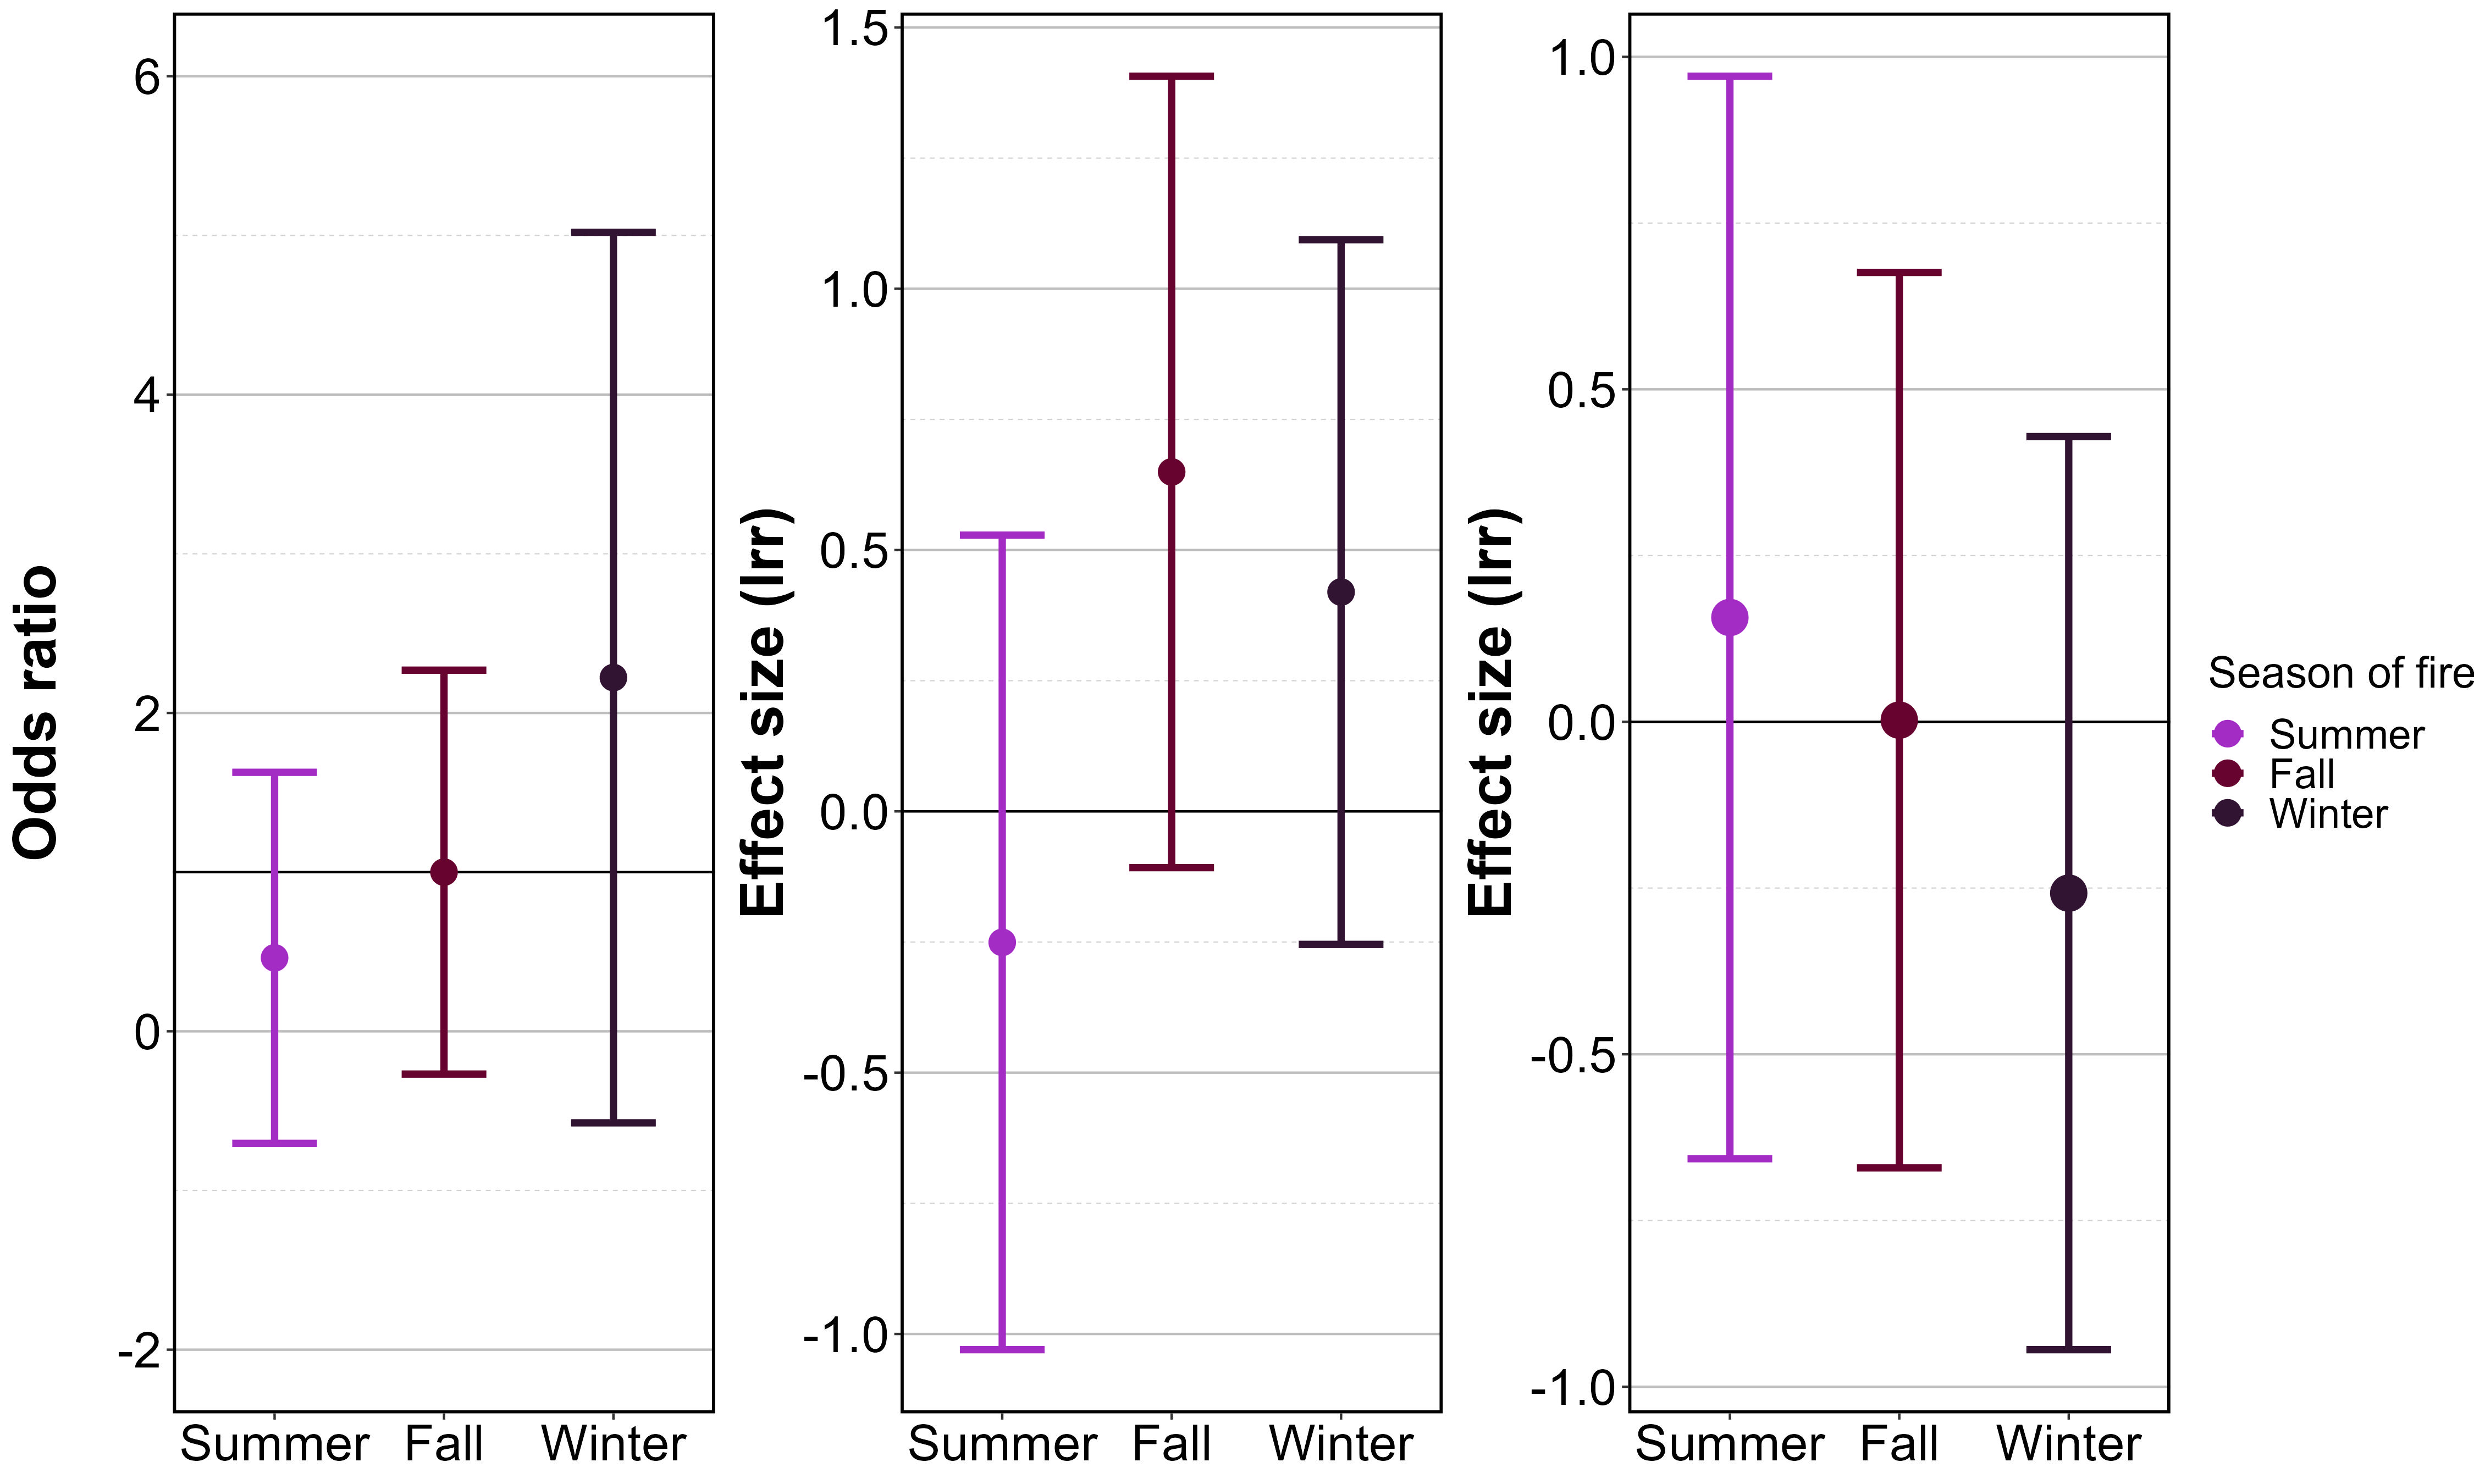 Odds ratio
6
4
2
0
-2
Summer Fall Winter
Effect size (lrr)
1.5
1.0
0.5
0.0
-0.5
-1.0
Summer Fall Winter
Effect size (lrr)
1.0
0.5
0.0
-0.5
-1.0
Summer Fall Winter
Season of fire
Summer
Fall
Winter